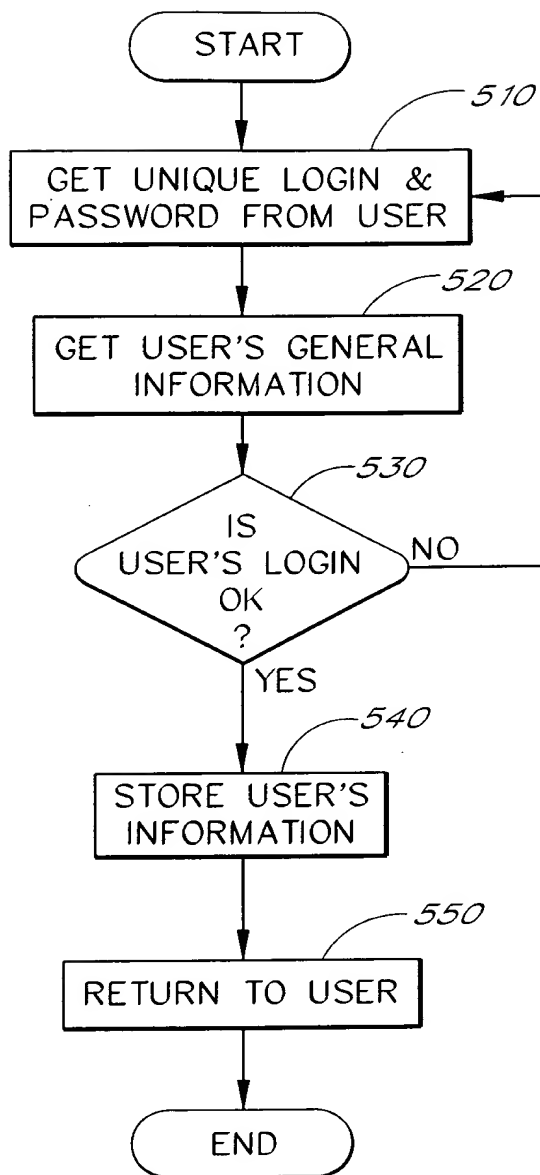 START
510
GET UNIQUE LOGIN &
PASSWORD FROM USER
520
GET USER'S GENERAL
INFORMATION
530
IS
USER'S LOGIN
OK
?
NO
YES
540
STORE USER'S
INFORMATION
550
RETURN TO USER
END